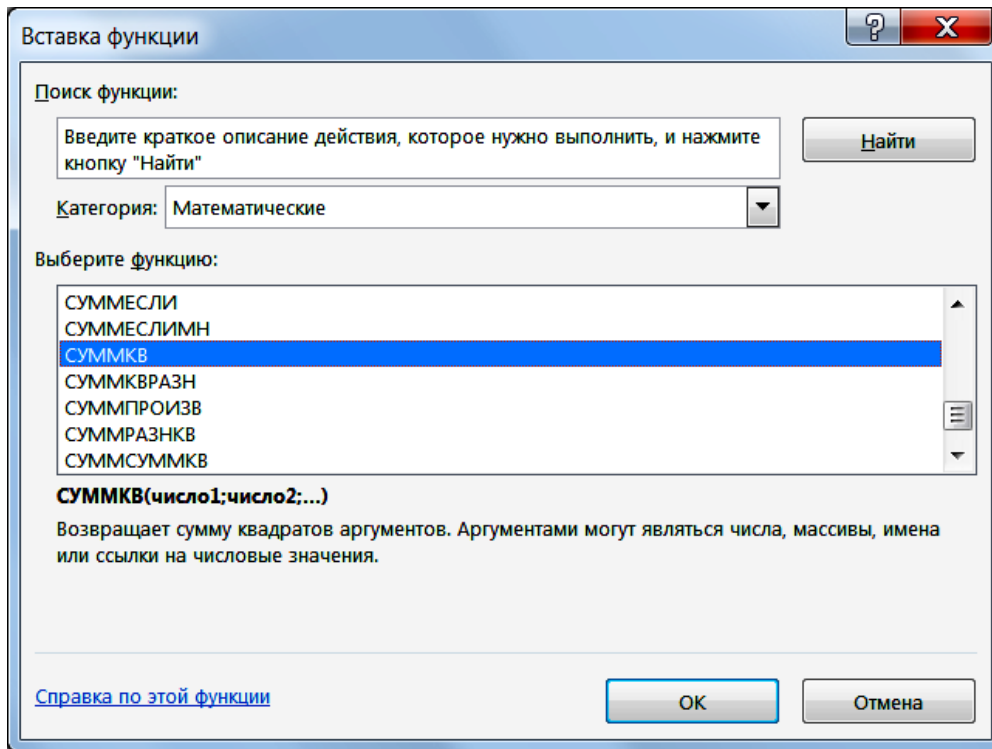 Вставка функции
Поиск функции:
Введите краткое описание действия, которое нужно выполнить, и нажмите
кнопку "Найти"
Найти
Категория: Математические
Выберите функцию:
СУММЕСЛИ
СУММЕСЛИМН
СУММКВ
СУММКВРАЗН
СУММПРОИЗВ
СУММРАЗНКВ
СУММСУММКВ
СУММКВ(число1;число2;...)
Возвращает сумму квадратов аргументов. Аргументами могут являться числа, массивы, имена
или ссылки на числовые значения.
Справка по этой функции
ОК
Отмена